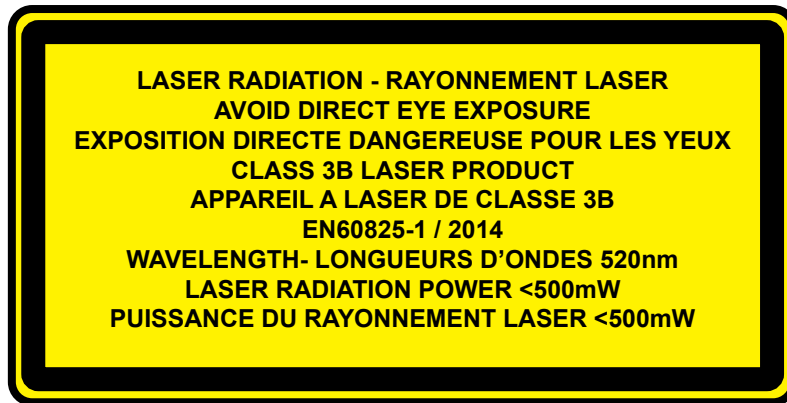 LASER RADIATION - RAYONNEMENT LASER
AVOID DIRECT EYE EXPOSURE
EXPOSITION DIRECTE DANGEREUSE POUR LES YEUX
CLASS 3B LASER PRODUCT
APPAREIL A LASER DE CLASSE 3B
EN60825-1 / 2014
WAVELENGTH- LONGUEURS D'ONDES 520nm
LASER RADIATION POWER <500mW
PUISSANCE DU RAYONNEMENT LASER <500mW